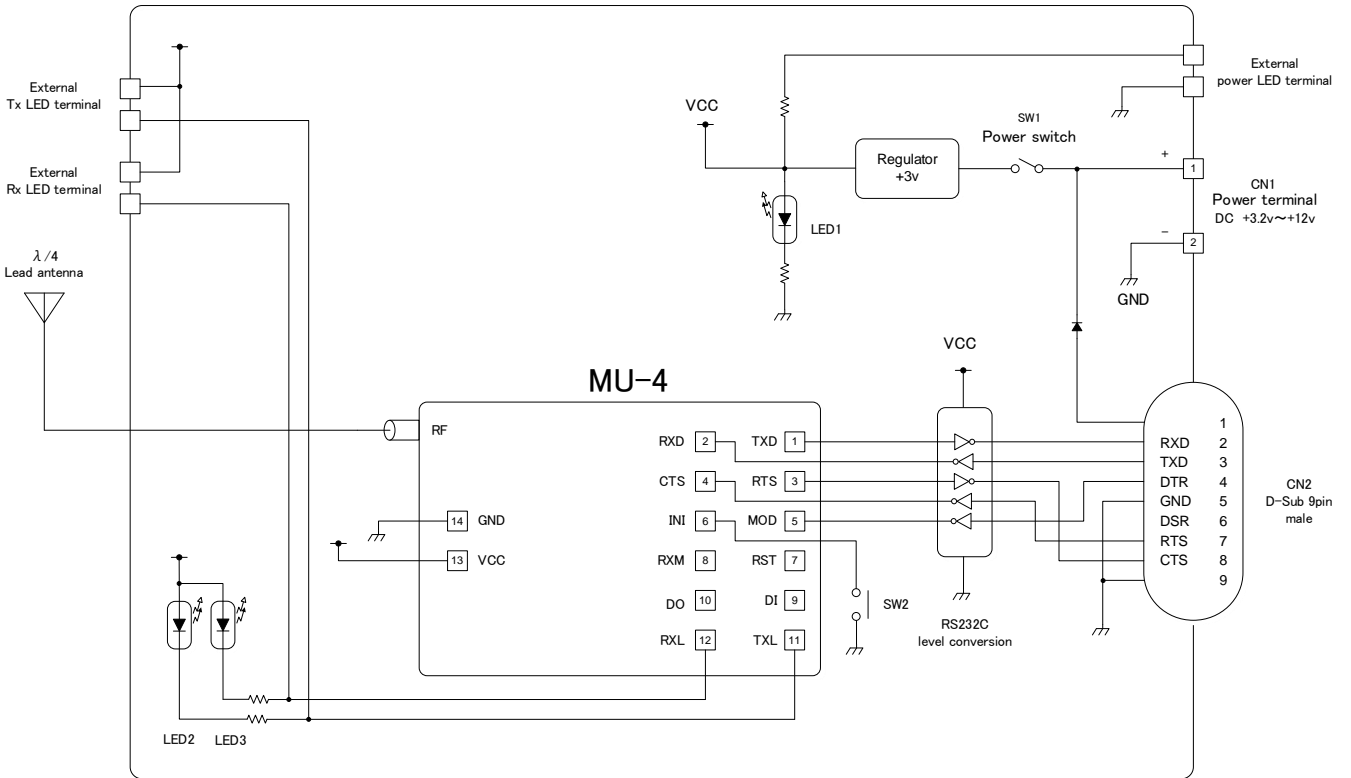 External
Tx LED terminal
External
Rx LED terminal
λ/4
Lead antenna
External
power LED terminal
VCC
SW1
Power switch
Regulator
+3v
+
1
CN1
Power terminal
DC +3.2v～+12v
−
2
GND
LED1
VCC
MU−4
RF
RXD 2 TXD 1
CTS 4 RTS 3
INI 6 MOD 5
RXM 8 RST 7
DO 10 DI 9
RXL 12 TXL 11
14 GND
13 VCC
SW2
RS232C
level conversion
1
RXD 2
TXD 3
DTR 4
GND 5
DSR 6
RTS 7
CTS 8
9
CN2
D−Sub 9pin
male
LED2 LED3